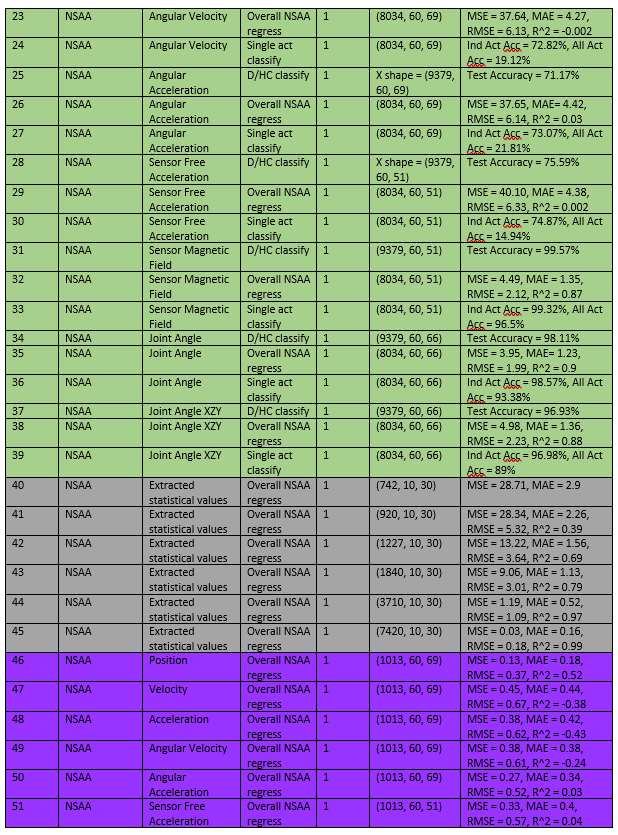 23 NSAA Angular Velocity Overall NSAA 1 (8034, 60, 69) MSE = 37.64, MAE = 4.27,
regress RMSE = 6.13, R^2 = -0.002
24 NSAA Angular Velocity Single act 1 (8034, 60, 69) Ind Act Acc = 72.82%, All Act
classify Acc = 19.12%
25 NSAA Angular D/HC classify 1 X shape = (9379, Test Accuracy = 71.17%
Acceleration 60, 69)
26 NSAA Angular Overall NSAA 1 (8034, 60, 69) MSE = 37.65, MAE= 4.42,
Acceleration regress RMSE = 6.14, R^2 = 0.03
27 NSAA Angular Single act 1 (8034, 60, 69) Ind Act Acc = 73.07%, All Act
Acceleration classify Acc = 21.81%
28 NSAA Sensor Free D/HC classify 1 X shape = (9379, Test Accuracy = 75.59%
Acceleration 60, 51)
29 NSAA Sensor Free Overall NSAA 1 (8034, 60, 51) MSE = 40.10, MAE = 4.38,
Acceleration regress RMSE = 6.33, R^2 = 0.002
30 NSAA Sensor Free Single act 1 (8034, 60, 51) Ind Act Acc = 74.87%, All Act
Acceleration classify Acc = 14.94%
31 NSAA Sensor Magnetic D/HC classify 1 (9379, 60, 51) Test Accuracy = 99.57%
Field
32 NSAA Sensor Magnetic Overall NSAA 1 (8034, 60, 51) MSE = 4.49, MAE = 1.35,
Field regress RMSE = 2.12, R^2 = 0.87
33 NSAA Sensor Magnetic Single act 1 (8034, 60, 51) Ind Act Acc = 99.32%, All Act
Field classify Acc = 96.5%
34 NSAA Joint Angle D/HC classify 1 (9379, 60, 66) Test Accuracy = 98.11%
35 NSAA Joint Angle Overall NSAA 1 (8034, 60, 66) MSE = 3.95, MAE= 1.23,
regress RMSE = 1.99, R^2 = 0.9
36 NSAA Joint Angle Single act 1 (8034, 60, 66) Ind Act Acc = 98.57%, All Act
classify Acc = 93.38%
37 NSAA Joint Angle XZY D/HC classify 1 (9379, 60, 66) Test Accuracy = 96.93%
38 NSAA Joint Angle XZY Overall NSAA 1 (8034, 60, 66) MSE = 4.98, MAE = 1.36,
regress RMSE = 2.23, R^2 = 0.88
39 NSAA Joint Angle XZY Single act 1 (8034, 60, 66) Ind Act Acc = 96.98%, All Act
classify Acc = 89%
40 NSAA Extracted Overall NSAA 1 (742, 10, 30) MSE = 28.71, MAE = 2.9
statistical values regress
41 NSAA Extracted Overall NSAA 1 (920, 10, 30) MSE = 28.34, MAE = 2.26,
statistical values regress RMSE = 5.32, R^2 = 0.39
42 NSAA Extracted Overall NSAA 1 (1227, 10, 30) MSE = 13.22, MAE = 1.56,
statistical values regress RMSE = 3.64, R^2 = 0.69
43 NSAA Extracted Overall NSAA 1 (1840, 10, 30) MSE = 9.06, MAE = 1.13,
statistical values regress RMSE = 3.01, R^2 = 0.79
44 NSAA Extracted Overall NSAA 1 (3710, 10, 30) MSE = 1.19, MAE = 0.52,
statistical values regress RMSE = 1.09, R^2 = 0.97
45 NSAA Extracted Overall NSAA 1 (7420, 10, 30) MSE = 0.03, MAE = 0.16,
statistical values regress RMSE = 0.18, R^2 = 0.99
46 NSAA Position Overall NSAA 1 (1013, 60, 69) MSE = 0.13, MAE = 0.18,
regress RMSE = 0.37, R^2 = 0.52
47 NSAA Velocity Overall NSAA 1 (1013, 60, 69) MSE = 0.45, MAE = 0.44,
regress RMSE = 0.67, R^2 = -0.38
48 NSAA Acceleration Overall NSAA 1 (1013, 60, 69) MSE = 0.38, MAE = 0.42,
regress RMSE = 0.62, R^2 = -0.43
49 NSAA Angular Velocity Overall NSAA 1 (1013, 60, 69) MSE = 0.38, MAE = 0.38,
regress RMSE = 0.61, R^2 = -0.24
50 NSAA Angular Overall NSAA 1 (1013, 60, 69) MSE = 0.27, MAE = 0.34,
Acceleration regress RMSE = 0.52, R^2 = 0.03
51 NSAA Sensor Free Overall NSAA 1 (1013, 60, 51) MSE = 0.33, MAE = 0.4,
Acceleration regress RMSE = 0.57, R^2 = 0.04